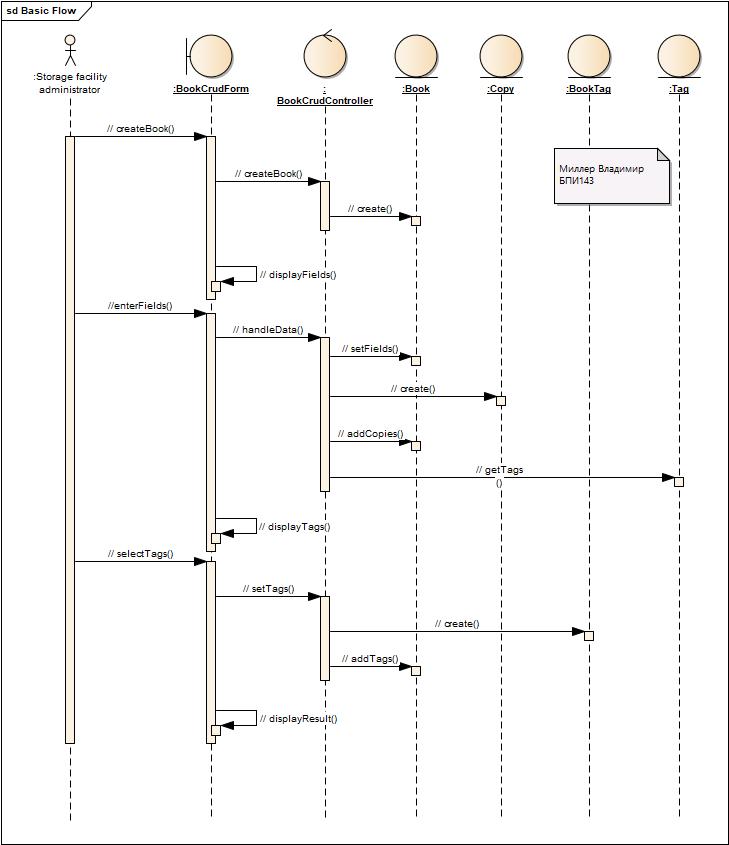 sd Basic Flow
:Storage facility
administrator
:BookCrudForm
:
BookCrudController
:Book
:Copy
:BookTag
:Tag
// createBook()
Миллер Владимир
БПИ143
// createBook()
// create()
// displayFields()
//enterFields()
// handleData()
// setFields()
// create()
// addCopies()
// getTags
()
// displayTags()
// selectTags()
// setTags()
// create()
// addTags()
// displayResult()